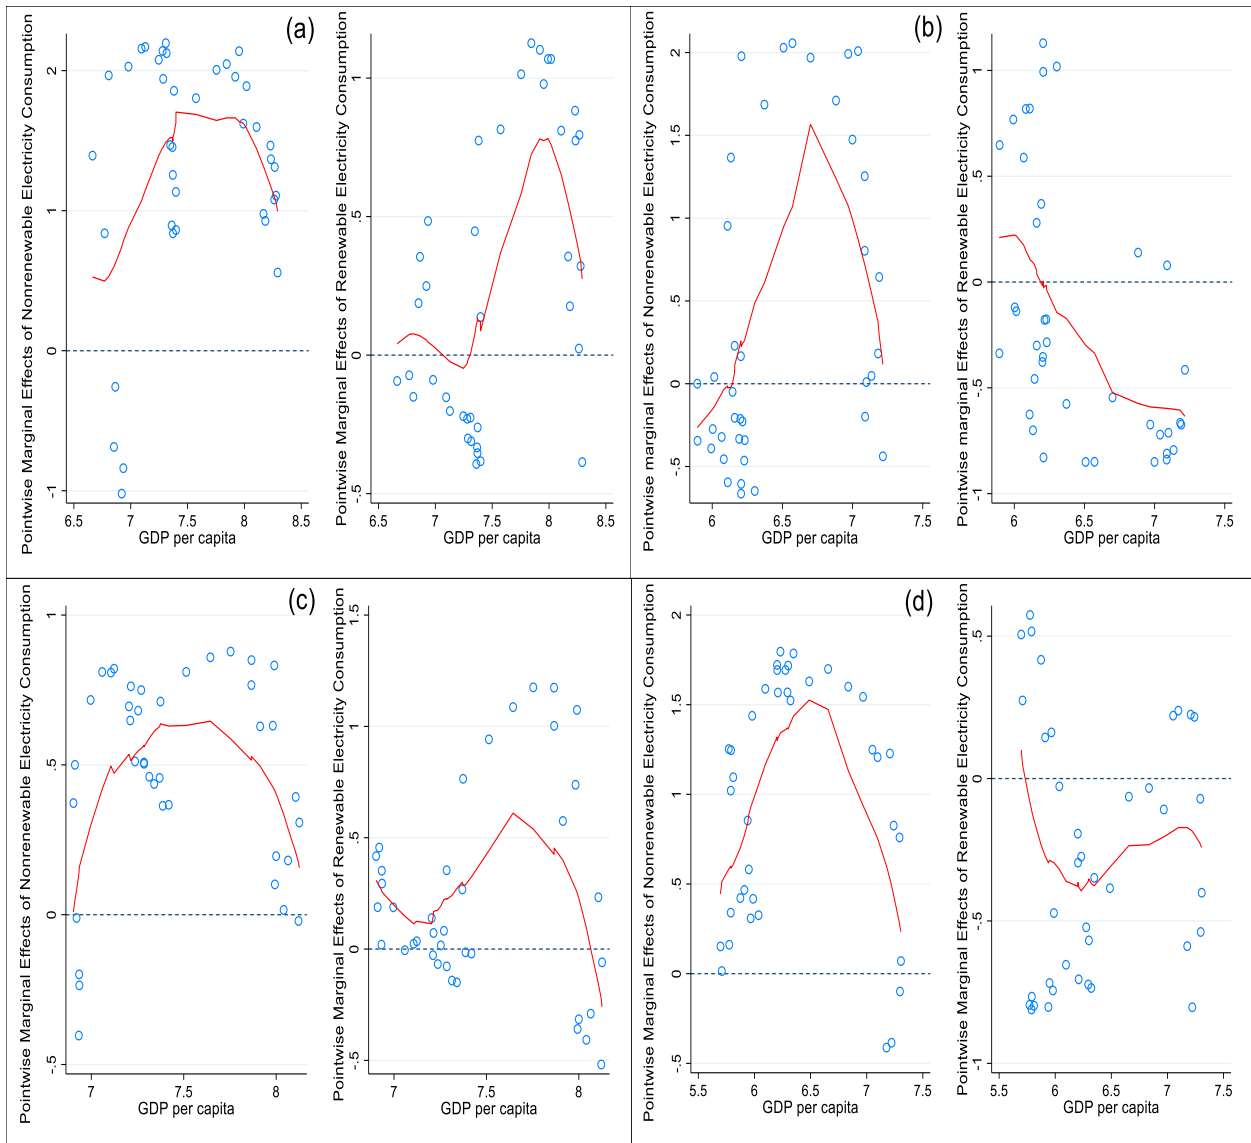 (a)
Pointwise Marginal Effects of Nonrenewable Electricity Consumption
2
1
0
-1
6.5 7 7.5 8 8.5
GDP per capita
Pointwise Marginal Effects of Renewable Electricity Consumption
1
.5
0
-.5
6.5 7 7.5 8 8.5
GDP per capita
(b)
Pointwise marginal Effects of Nonrenewable Electricity Consumption
2
1.5
1
.5
0
-.5
6 6.5 7 7.5
GDP per capita
Pointwise marginal Effects of Renewable Electricity Consumption
1
.5
0
-.5
-1
6 6.5 7 7.5
GDP per capita
(c)
Pointwise Marginal Effects of Nonrenewable Electricity Consumption
1
.5
0
-.5
7 7.5 8
GDP per capita
Pointwise Marginal Effects of Renewable Electricity Consumption
1.5
1
.5
0
-.5
7 7.5 8
GDP per capita
(d)
Pointwise Marginal Effects of Nonrenewable Electricity Consumption
2
1.5
1
.5
0
-.5
5.5 6 6.5 7 7.5
GDP per capita
Pointwise Marginal Effects of Renewable Electricity Consumption
.5
0
-.5
-1
5.5 6 6.5 7 7.5
GDP per capita